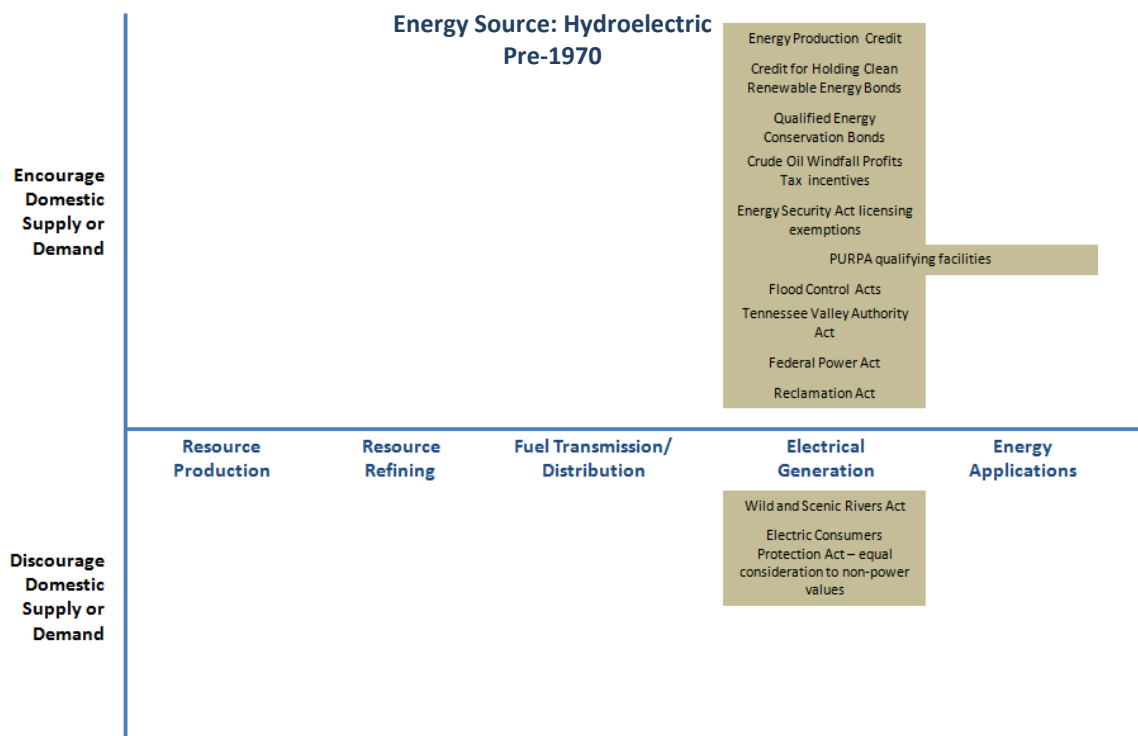 Energy Source: Hydroelectric
Pre-1970
Energy Production Credit
Credit for Holding Clean
Renewable Energy Bonds
Qualified Energy
Conservation Bonds
Crude Oil Windfall Profits
Tax incentives
Energy Security Act licensing
exemptions
PURPA qualifying facilities
Flood Control Acts
Tennessee Valley Authority
Act
Federal Power Act
Reclamation Act
Encourage
Domestic
Supply or
Demand
Resource
Production
Resource
Refining
Fuel Transmission/
Distribution
Electrical
Generation
Energy
Applications
Wild and Scenic Rivers Act
Electric Consumers
Protection Act – equal
consideration to non-power
values
Discourage
Domestic
Supply or
Demand